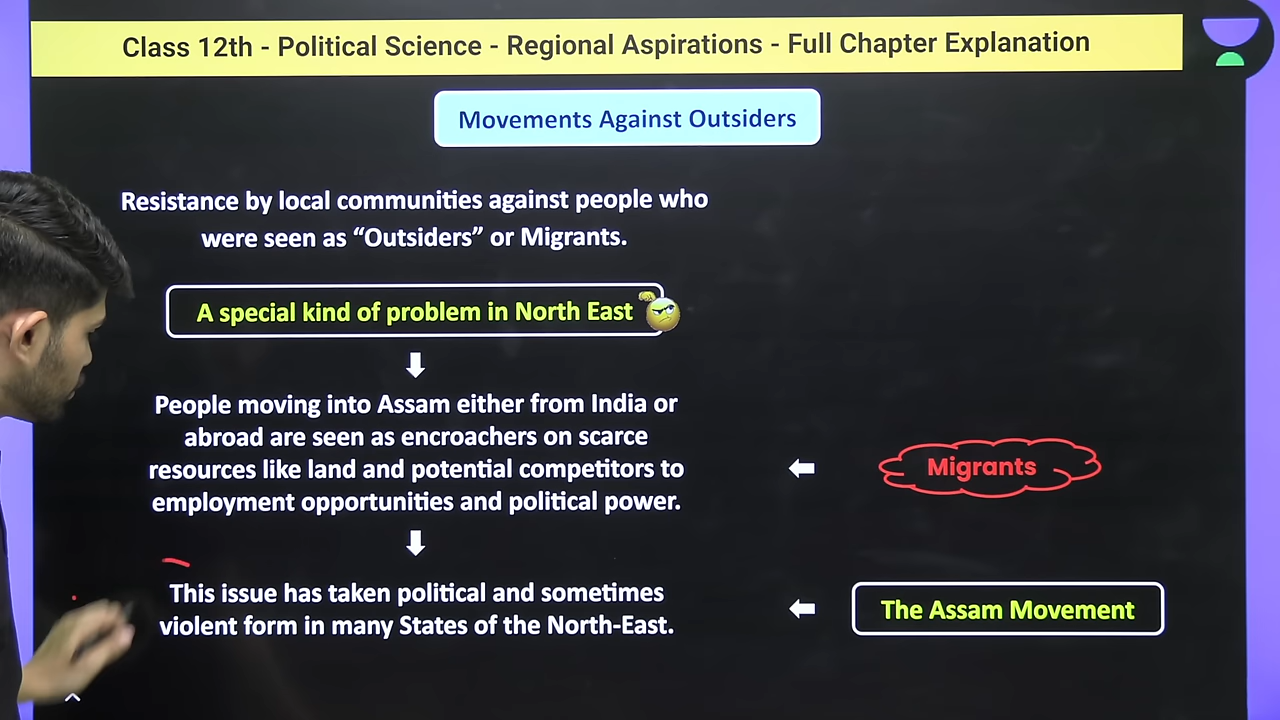 Class 12th - Political Science - Regional Aspirations - Full Chapter Explanation
Movements Against Outsiders
Resistance by local communities against people who
were seen as “Outsiders” or Migrants.
A special kind of problem in North East
People moving into Assam either from India or
abroad are seen as encroachers on scarce
resources like land and potential competitors to
employment opportunities and political power.
Migrants
This issue has taken political and sometimes
violent form in many States of the North-East.
The Assam Movement